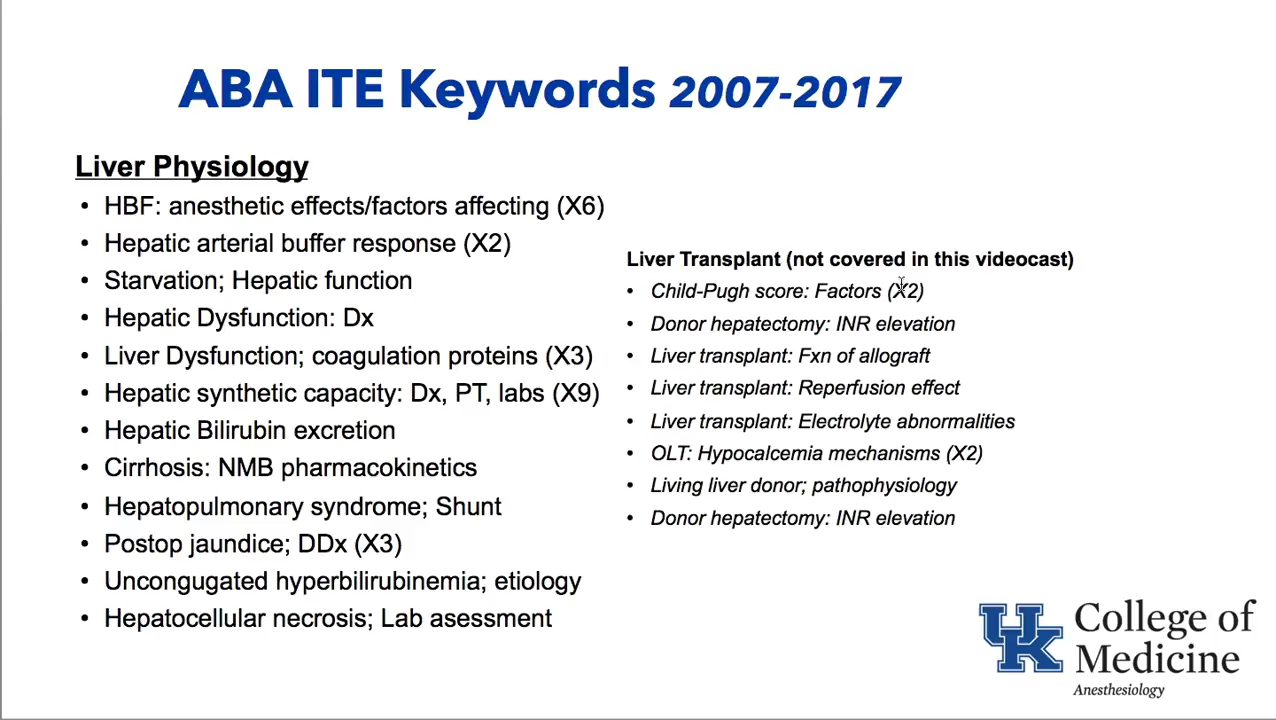 ABA ITE Keywords 2007-2017
Liver Physiology
• HBF: anesthetic effects/factors affecting (X6)
• Hepatic arterial buffer response (X2)
• Starvation; Hepatic function
• Hepatic Dysfunction: Dx
• Liver Dysfunction; coagulation proteins (X3)
• Hepatic synthetic capacity: Dx, PT, labs (X9)
• Hepatic Bilirubin excretion
• Cirrhosis: NMB pharmacokinetics
• Hepatopulmonary syndrome; Shunt
• Postop jaundice; DDx (X3)
• Uncongugated hyperbilirubinemia; etiology
• Hepatocellular necrosis; Lab asessment
Liver Transplant (not covered in this videocast)
• Child-Pugh score: Factors (X2)
• Donor hepatectomy: INR elevation
• Liver transplant: Fxn of allograft
• Liver transplant: Reperfusion effect
• Liver transplant: Electrolyte abnormalities
• OLT: Hypocalcemia mechanisms (X2)
• Living liver donor; pathophysiology
• Donor hepatectomy: INR elevation
UK
College of
Medicine
Anesthesiology